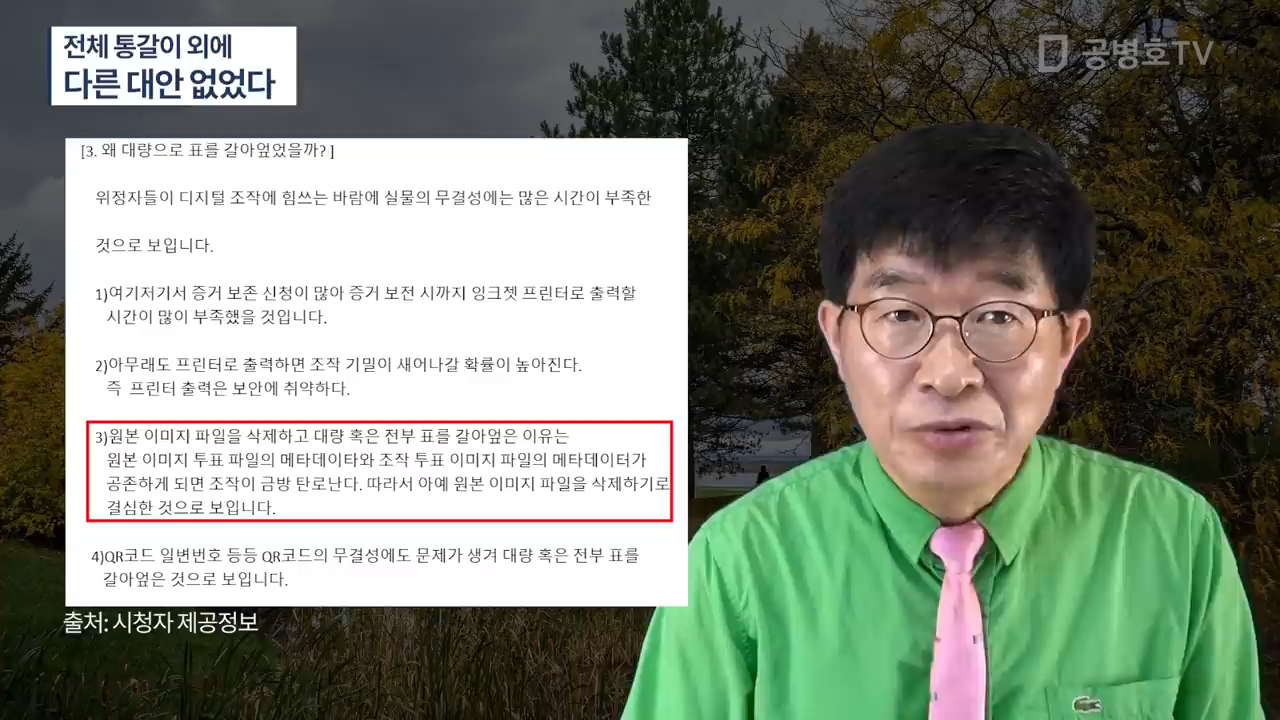 전체 통갈이 외에
다른 대안 없었다
공병호TV
[3. 왜 대량으로 표를 갈아엎었을까? ]
위정자들이 디지털 조작에 힘쓰는 바람에 실물의 무결성에는 많은 시간이 부족한
것으로 보입니다.
1)여기저기서 증거 보존 신청이 많아 증거 보전 시까지 잉크젯 프린터로 출력할
시간이 많이 부족했을 것입니다.
2)아무래도 프린터로 출력하면 조작 기밀이 새어나갈 확률이 높아진다.
즉 프린터 출력은 보안에 취약하다.
3)원본 이미지 파일을 삭제하고 대량 혹은 전부 표를 갈아엎은 이유는
원본 이미지 투표 파일의 메타데이타와 조작 투표 이미지 파일의 메타데이터가
공존하게 되면 조작이 금방 탄로난다. 따라서 아예 원본 이미지 파일을 삭제하기로
결심한 것으로 보입니다.
4)QR코드 일변번호 등등 QR코드의 무결성에도 문제가 생겨 대량 혹은 전부 표를
갈아엎은 것으로 보입니다.
출처: 시청자 제공정보